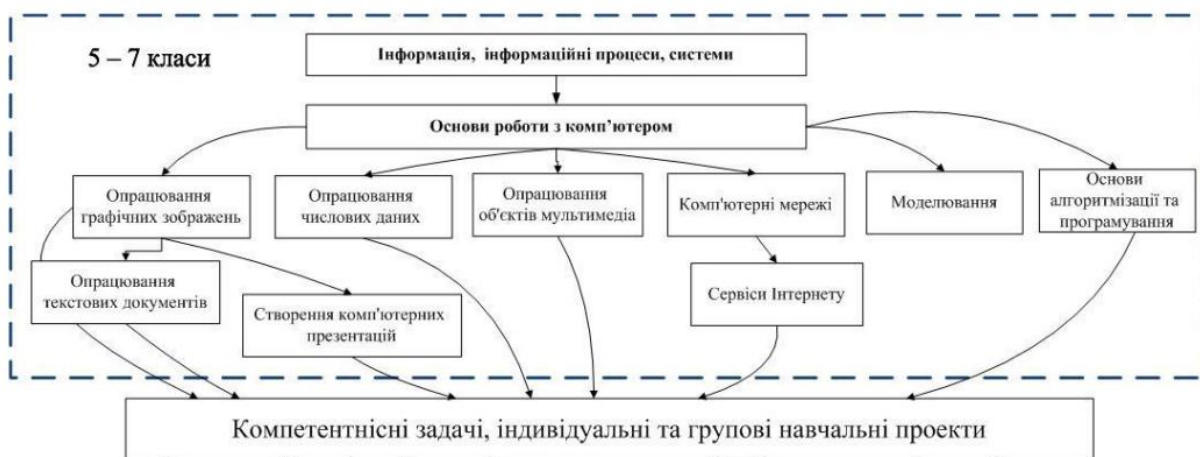 5 – 7 класи
Інформація, інформаційні процеси, системи
Основи роботи з комп’ютером
Опрацювання
графічних зображень
Опрацювання
числових даних
Опрацювання
об'єктів мультимедіа
Комп'ютерні мережі
Моделювання
Основи
алгоритмізації та
програмування
Опрацювання
текстових документів
Створення комп'ютерних
презентацій
Сервіси Інтернету
Компетентнісні задачі, індивідуальні та групові навчальні проекти